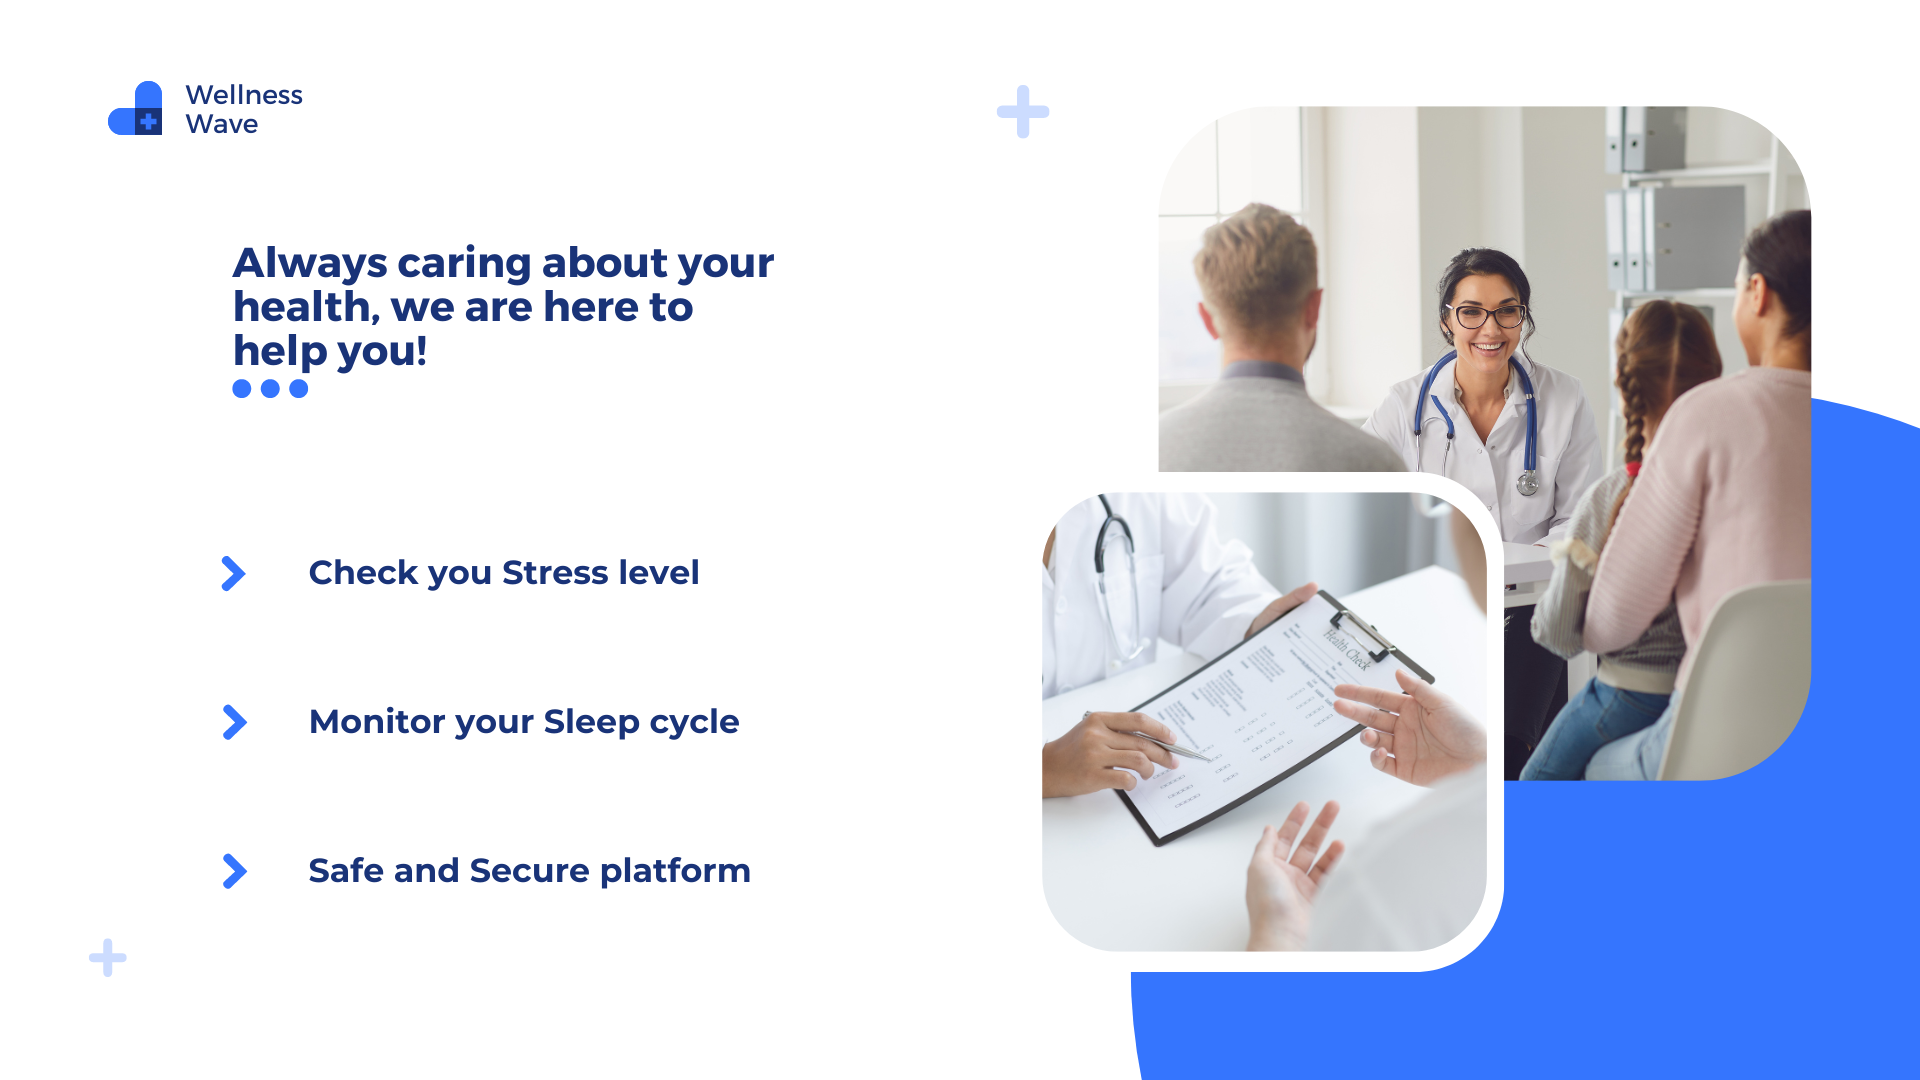 Wellness
Wave
Always caring about your
health, we are here to
help you!
Check you Stress level
Monitor your Sleep cycle
Safe and Secure platform
Health Check